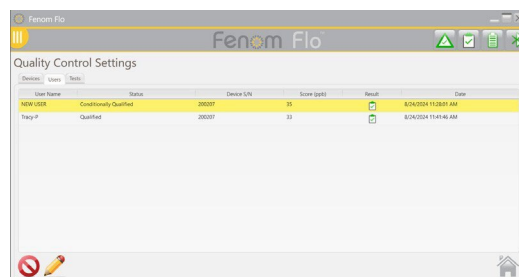 Fenom Flo
Fenom Flo
Quality Control Settings
Devices Users Tests
User Name Status Device S/N Score (ppb) Result Date
NEW USER Conditionally Qualified 200207 35 8/24/2024 11:28:01 AM
Tracy-P Qualified 200207 33 8/24/2024 11:41:46 AM